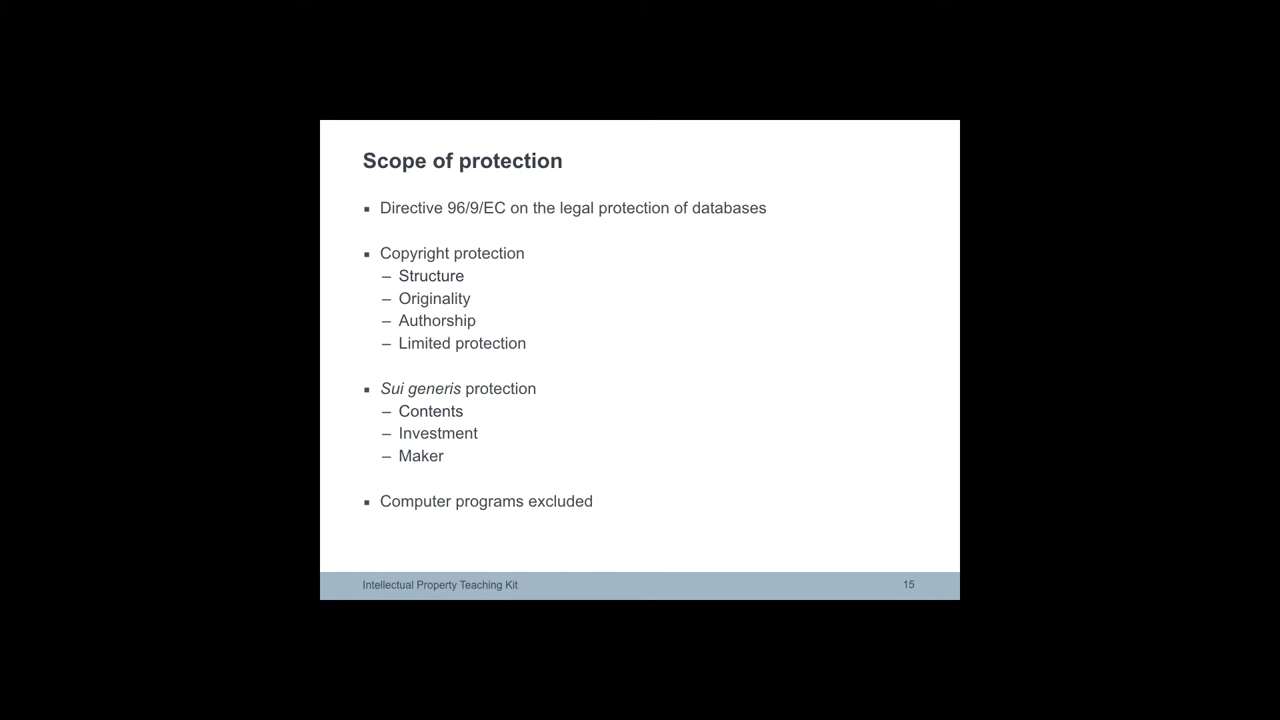 Scope of protection
▪ Directive 96/9/EC on the legal protection of databases
▪ Copyright protection
– Structure
– Originality
– Authorship
– Limited protection
▪ Sui generis protection
– Contents
– Investment
– Maker
▪ Computer programs excluded
Intellectual Property Teaching Kit 15